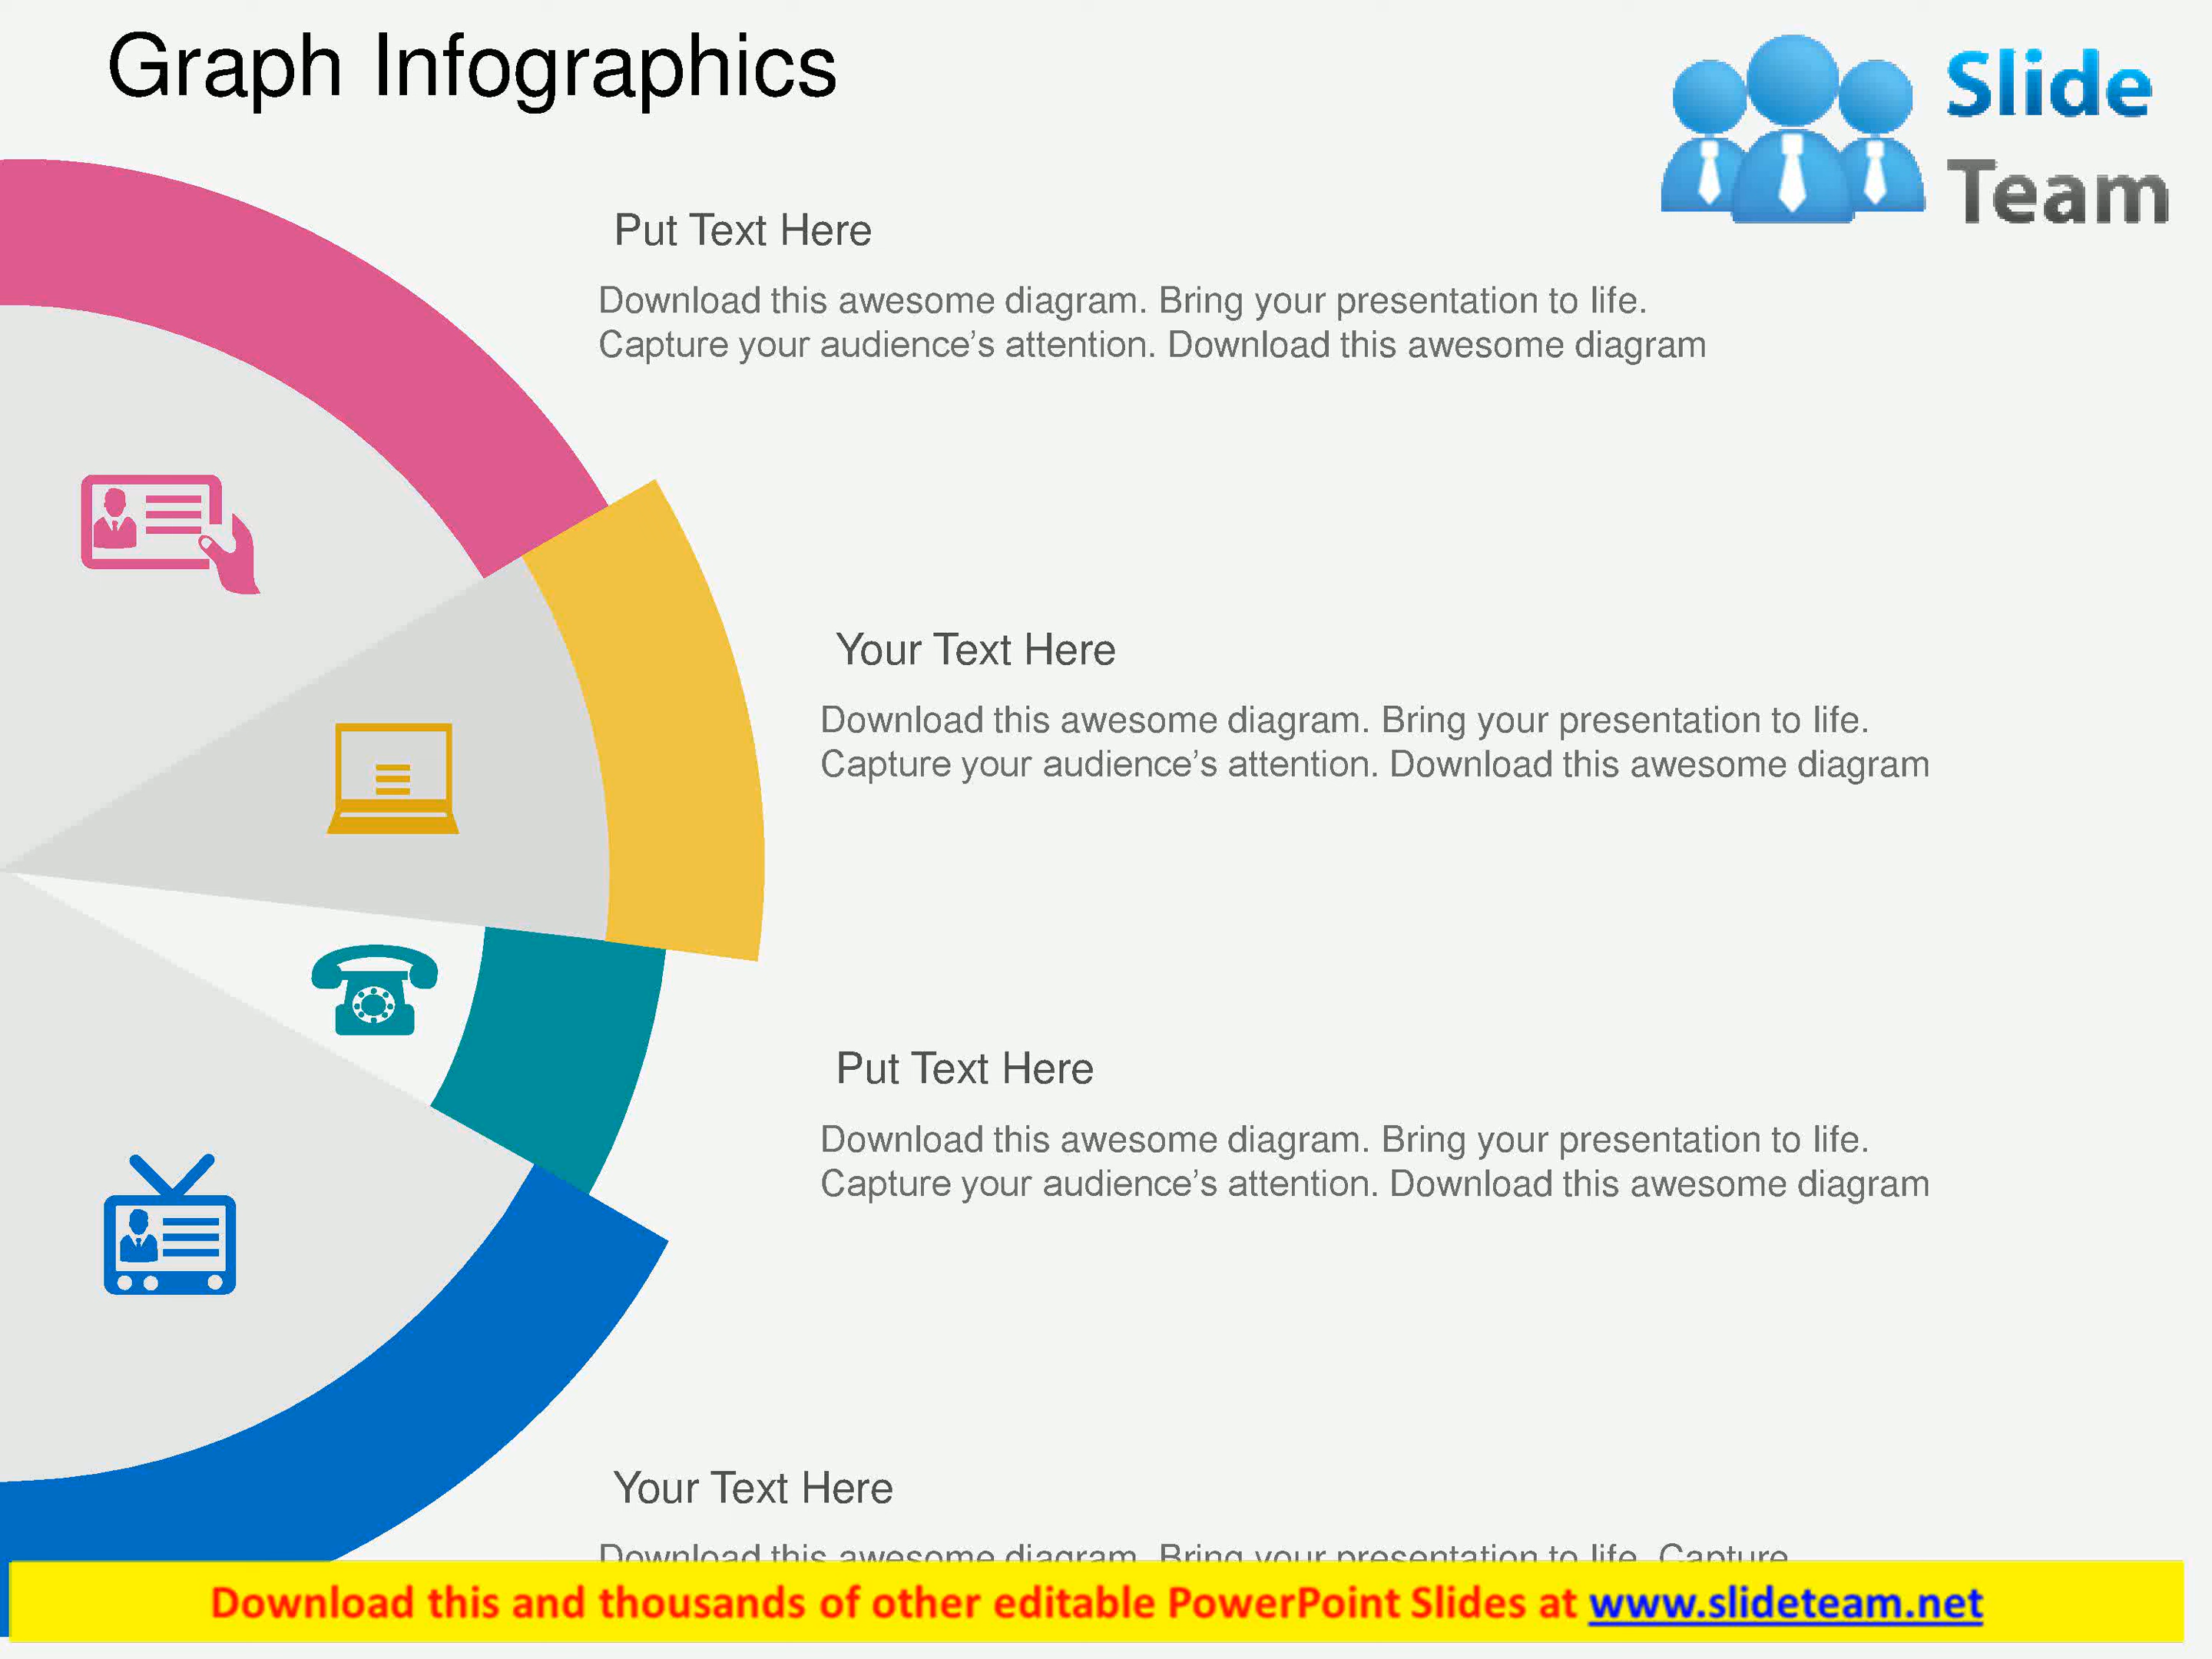 Graph Infographics
Slide
Team
Put Text Here
Download this awesome diagram. Bring your presentation to life.
Capture your audience’s attention. Download this awesome diagram
Your Text Here
Download this awesome diagram. Bring your presentation to life.
Capture your audience’s attention. Download this awesome diagram
Put Text Here
Download this awesome diagram. Bring your presentation to life.
Capture your audience’s attention. Download this awesome diagram
Your Text Here
Download this awesome diagram. Bring your presentation to life. Capture
Download this and thousands of other editable PowerPoint Slides at www.slideteam.net